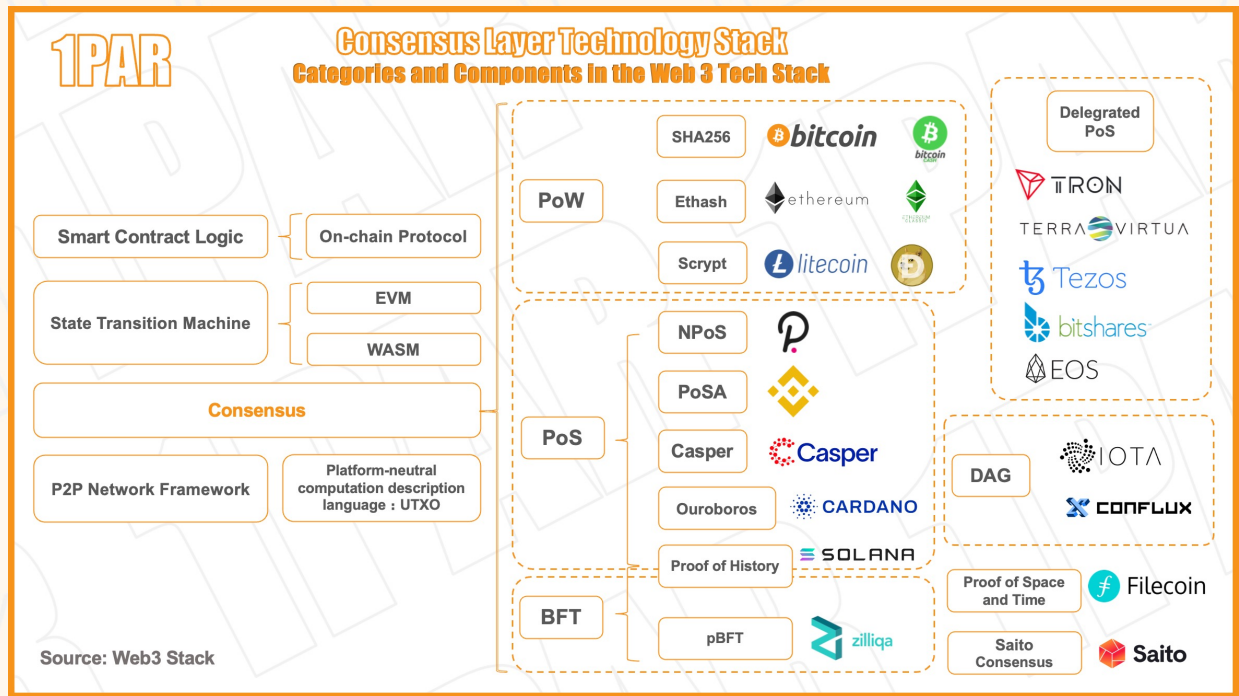 1PAR
Consensus Layer Technology Stack
Categories and Components in the Web 3 Tech Stack
Smart Contract Logic
On-chain Protocol
State Transition Machine
EVM
WASM
Consensus
P2P Network Framework
Platform-neutral
computation description
language : UTXO
PoW
SHA256
bitcoin
bitcoin
CASH
Ethash
ethereum
ETHEREUM
CLASSIC
Scrypt
litecoin
PoS
NPoS
PoSA
Casper
Casper
Ouroboros
CARDANO
Proof of History
SOLANA
BFT
pBFT
zilliqa
Delegrated
PoS
TRON
TERRA VIRTUA
Tezos
bitshares
EOS
DAG
IOTA
CONFLUX
Proof of Space
and Time
Filecoin
Saito
Consensus
Saito
Source: Web3 Stack